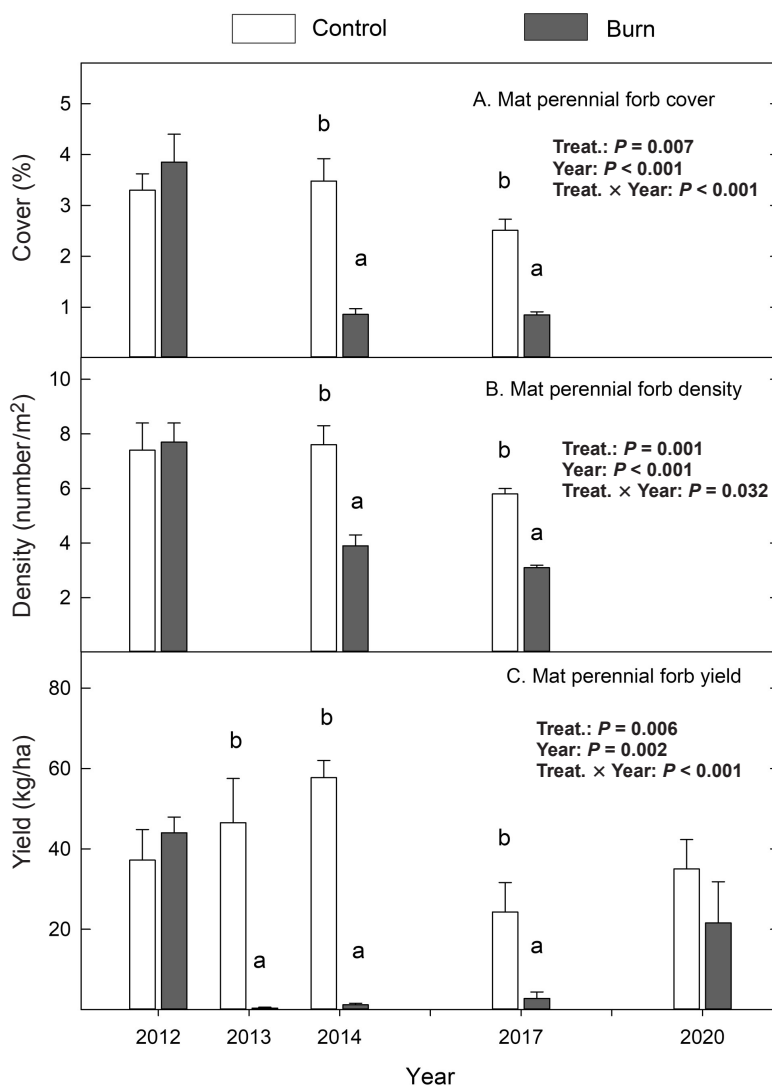 Control
Burn
A. Mat perennial forb cover
Treat.: P = 0.007
Year: P < 0.001
Treat. × Year: P < 0.001
Cover (%)
5
4
3
2
1
b
a
b
a
B. Mat perennial forb density
Treat.: P = 0.001
Year: P < 0.001
Treat. × Year: P = 0.032
Density (number/m²)
10
8
6
4
2
b
a
b
a
C. Mat perennial forb yield
Treat.: P = 0.006
Year: P = 0.002
Treat. × Year: P < 0.001
Yield (kg/ha)
80
60
40
20
b
a
b
a
b
a
2012
2013
2014
2017
2020
Year